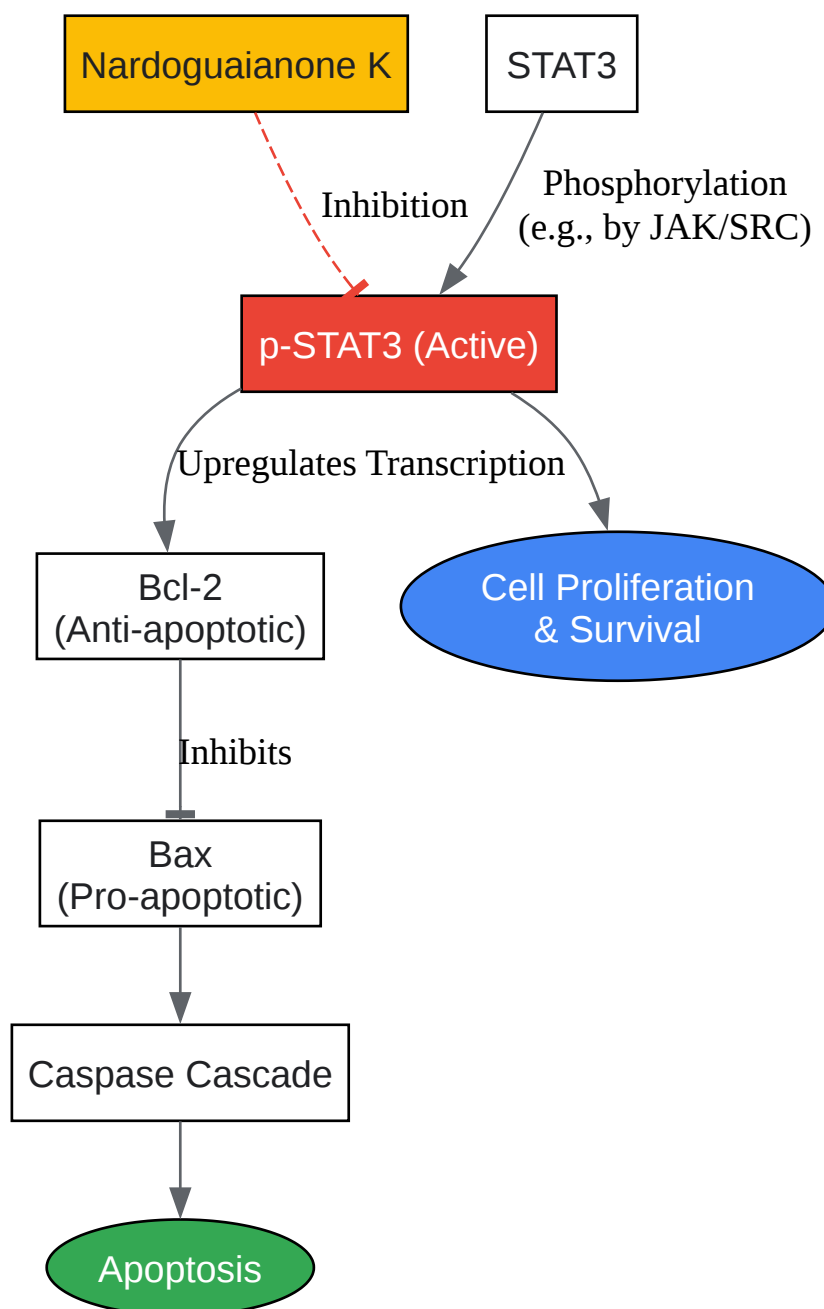 Nardoguaianone K
STAT3
Inhibition
Phosphorylation
(e.g., by JAK/SRC)
p-STAT3 (Active)
Upregulates Transcription
Bcl-2
(Anti-apoptotic)
Cell Proliferation
& Survival
Inhibits
Bax
(Pro-apoptotic)
Caspase Cascade
Apoptosis